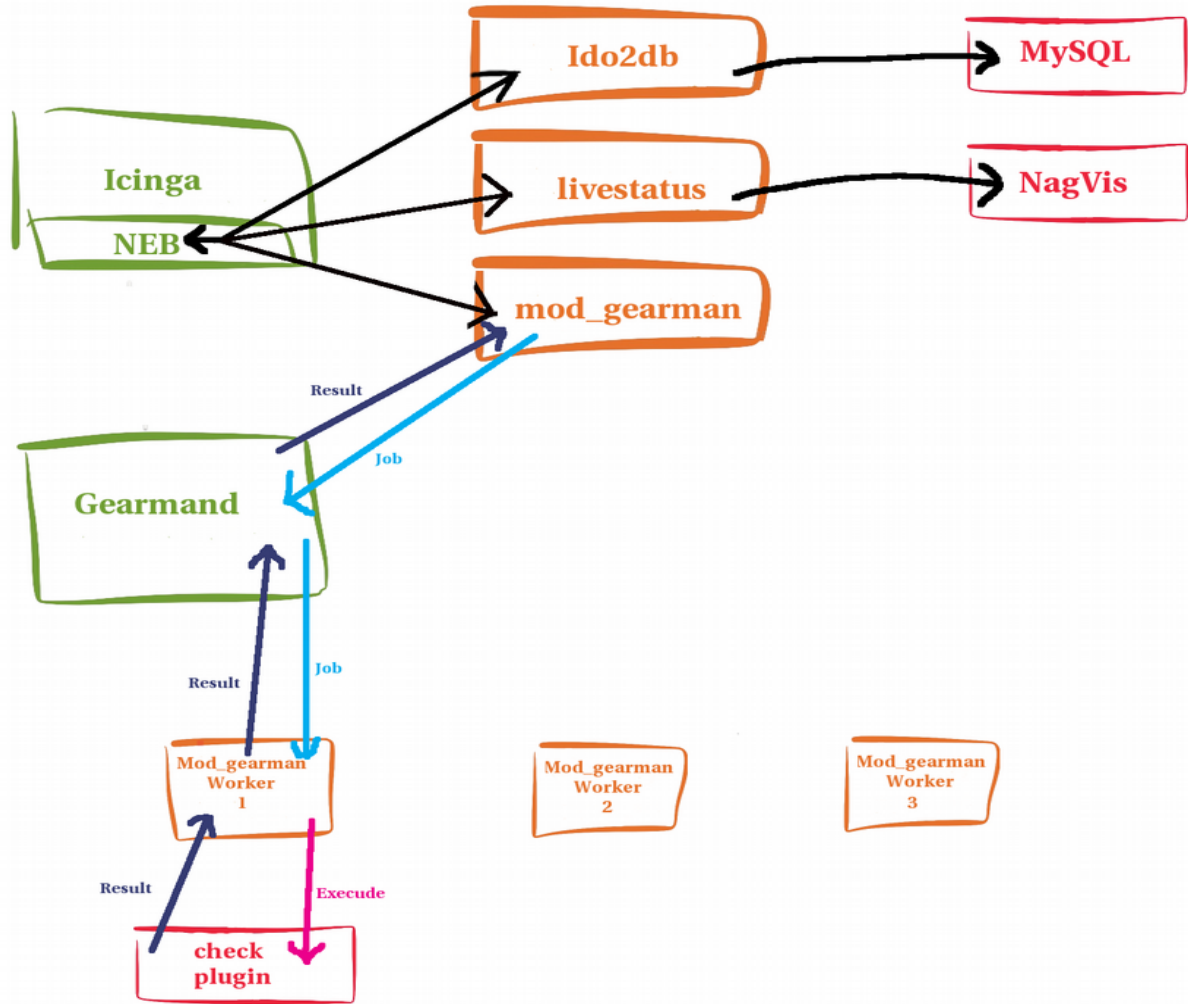 Ido2db
MySQL
Icinga
livestatus
NagVis
NEB
mod_gearman
Result
Job
Gearmand
Result
Job
Mod_gearman
Worker
1
Mod_gearman
Worker
2
Mod_gearman
Worker
3
Result
Execude
check
plugin